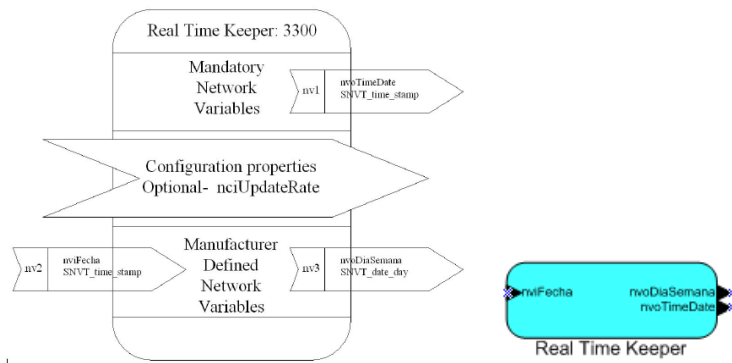 Real Time Keeper: 3300
Mandatory
Network
Variables
nv1
nvoTimeDate
SNVT_time_stamp
Configuration properties
Optional- nciUpdateRate
nv2
nviFecha
SNVT_time_stamp
Manufacturer
Defined
Network
Variables
nv3
nvoDiaSemana
SNVT_date_day
nviFecha
nvoDiaSemana
nvoTimeDate
Real Time Keeper